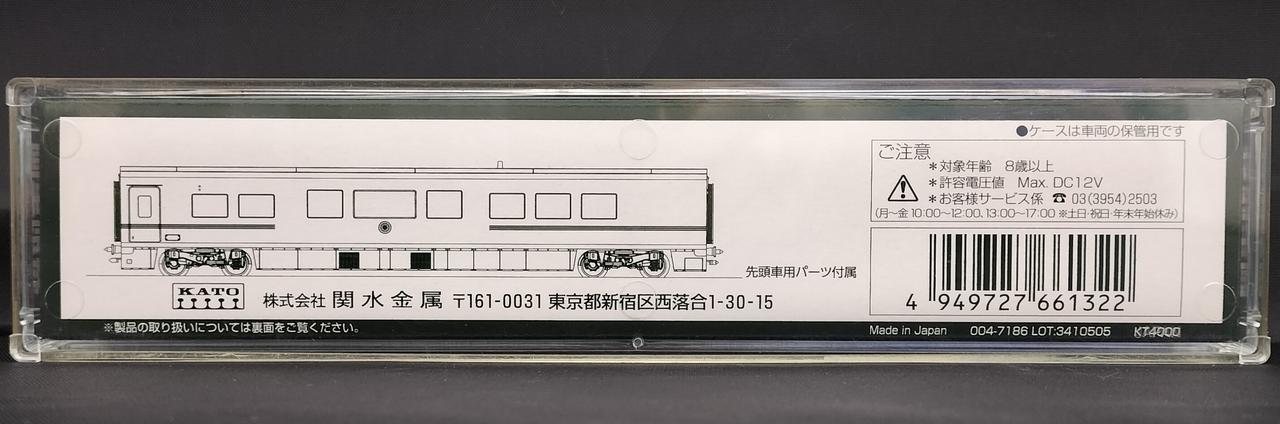 ●ケースは車両の保管用です
ご注意
＊対象年齢　8歳以上
＊許容電圧値　Max. DC12V
＊お客様サービス係 ☎ 03(3954)2503
(月～金 10:00～12:00、13:00～17:00 ※土日・祝日・年末年始休み)
先頭車用パーツ付属
KATO
株式会社 関水金属 〒161-0031 東京都新宿区西落合1-30-15
4 949727 661322
※製品の取り扱いについては裏面をご覧ください。
Made in Japan 004-7186 LOT:3410505